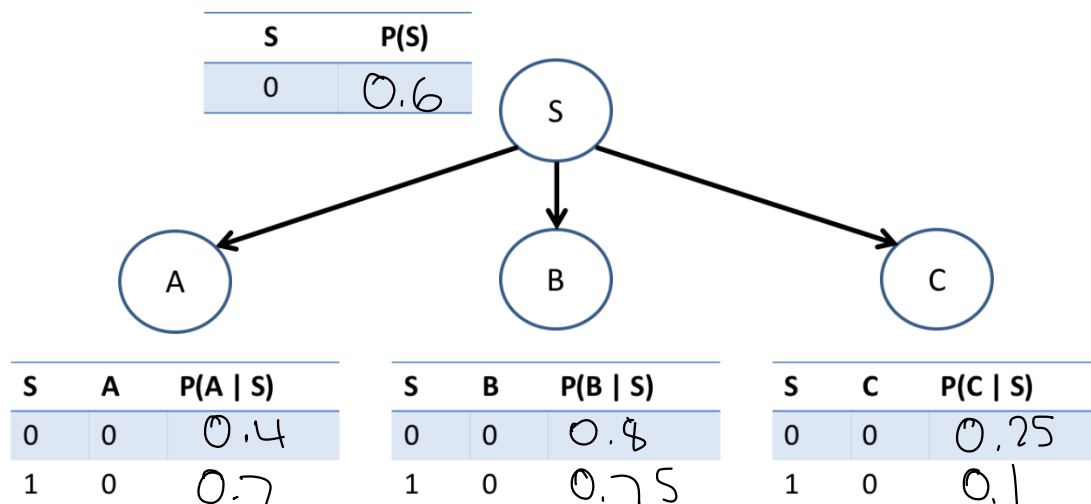 S P(S)
0 0.6
S
A
B
C
S A P(A | S)
0 0 0.4
1 0 0.7
S B P(B | S)
0 0 0.8
1 0 0.75
S C P(C | S)
0 0 0.25
1 0 0.1